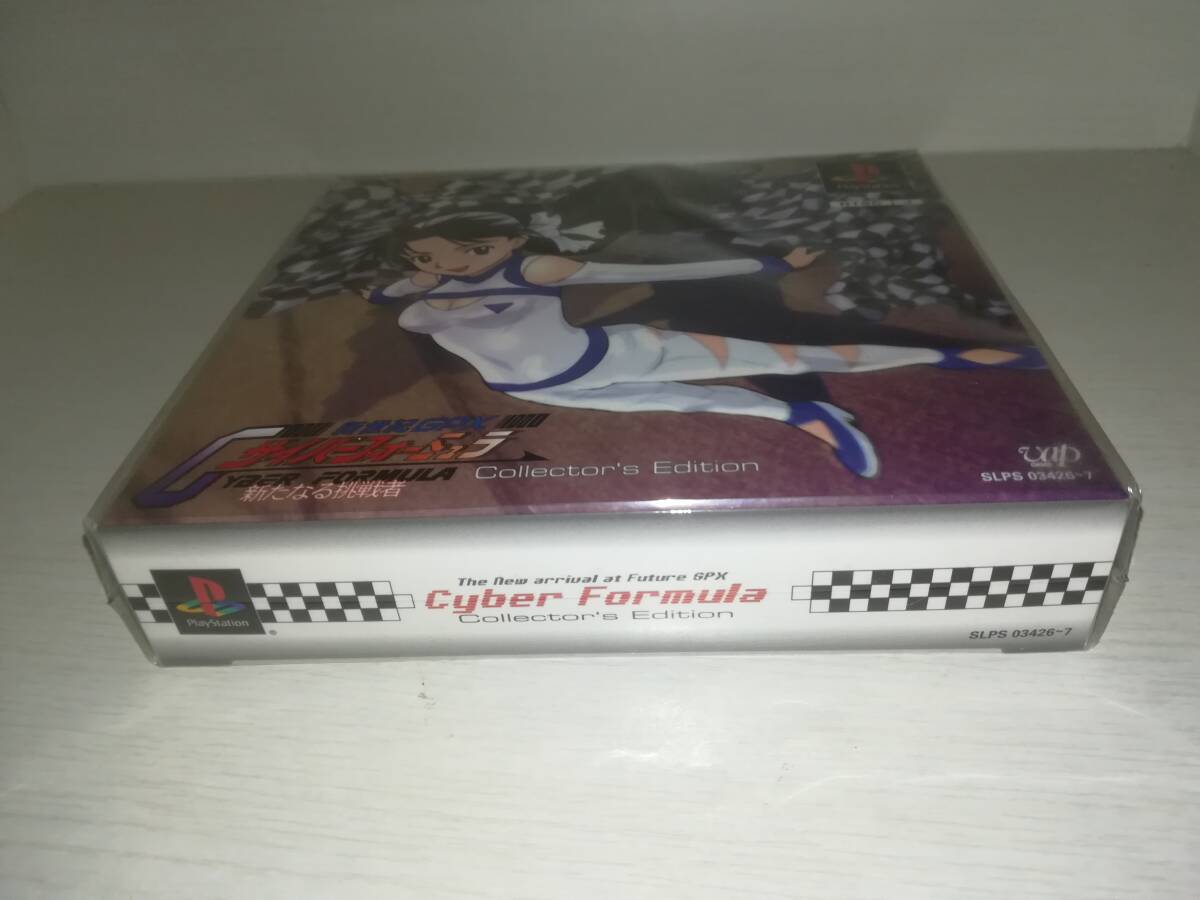 PlayStation
新世紀GPX
サイバーフォーミュラ
CYBER FORMULA
新たなる挑戦者
Collector's Edition
vap
SLPS 03426~7
PlayStation
The New arrival at Future GPX
Cyber Formula
Collector's Edition
SLPS 03426~7